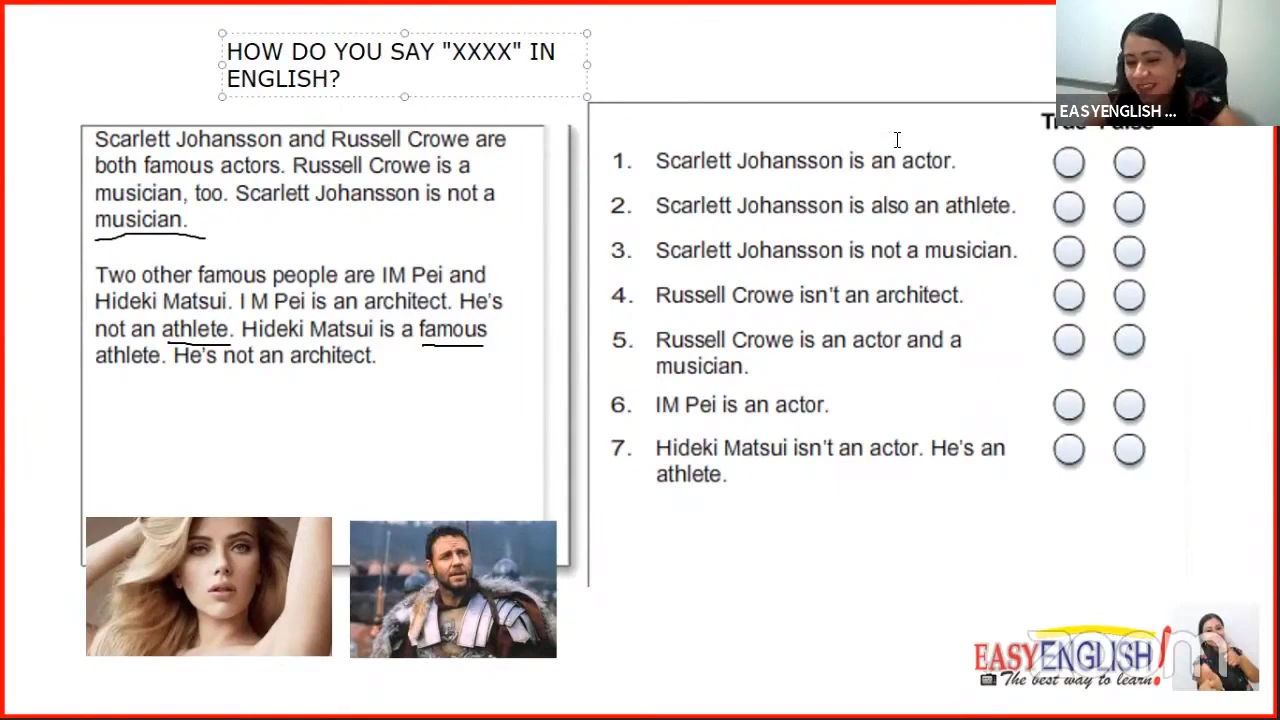 HOW DO YOU SAY "XXXX" IN
ENGLISH?
EASYENGLISH ...
Scarlett Johansson and Russell Crowe are
both famous actors. Russell Crowe is a
musician, too. Scarlett Johansson is not a
musician.
Two other famous people are IM Pei and
Hideki Matsui. I M Pei is an architect. He's
not an athlete. Hideki Matsui is a famous
athlete. He's not an architect.
True False
1. Scarlett Johansson is an actor.
2. Scarlett Johansson is also an athlete.
3. Scarlett Johansson is not a musician.
4. Russell Crowe isn't an architect.
5. Russell Crowe is an actor and a
musician.
6. IM Pei is an actor.
7. Hideki Matsui isn't an actor. He's an
athlete.
EASYENGLISH!
The best way to learn!
zoom